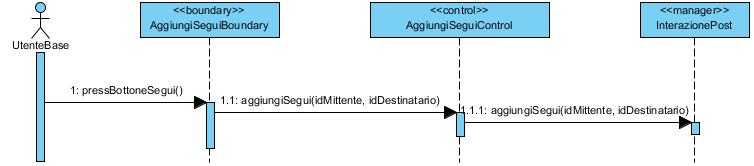 <<boundary>>
AggiungiSeguiBoundary
<<control>>
AggiungiSeguiControl
<<manager>>
InterazionePost
UtenteBase
1: pressBottoneSegui()
1.1: aggiungiSegui(idMittente, idDestinatario)
1.1.1: aggiungiSegui(idMittente, idDestinatario)